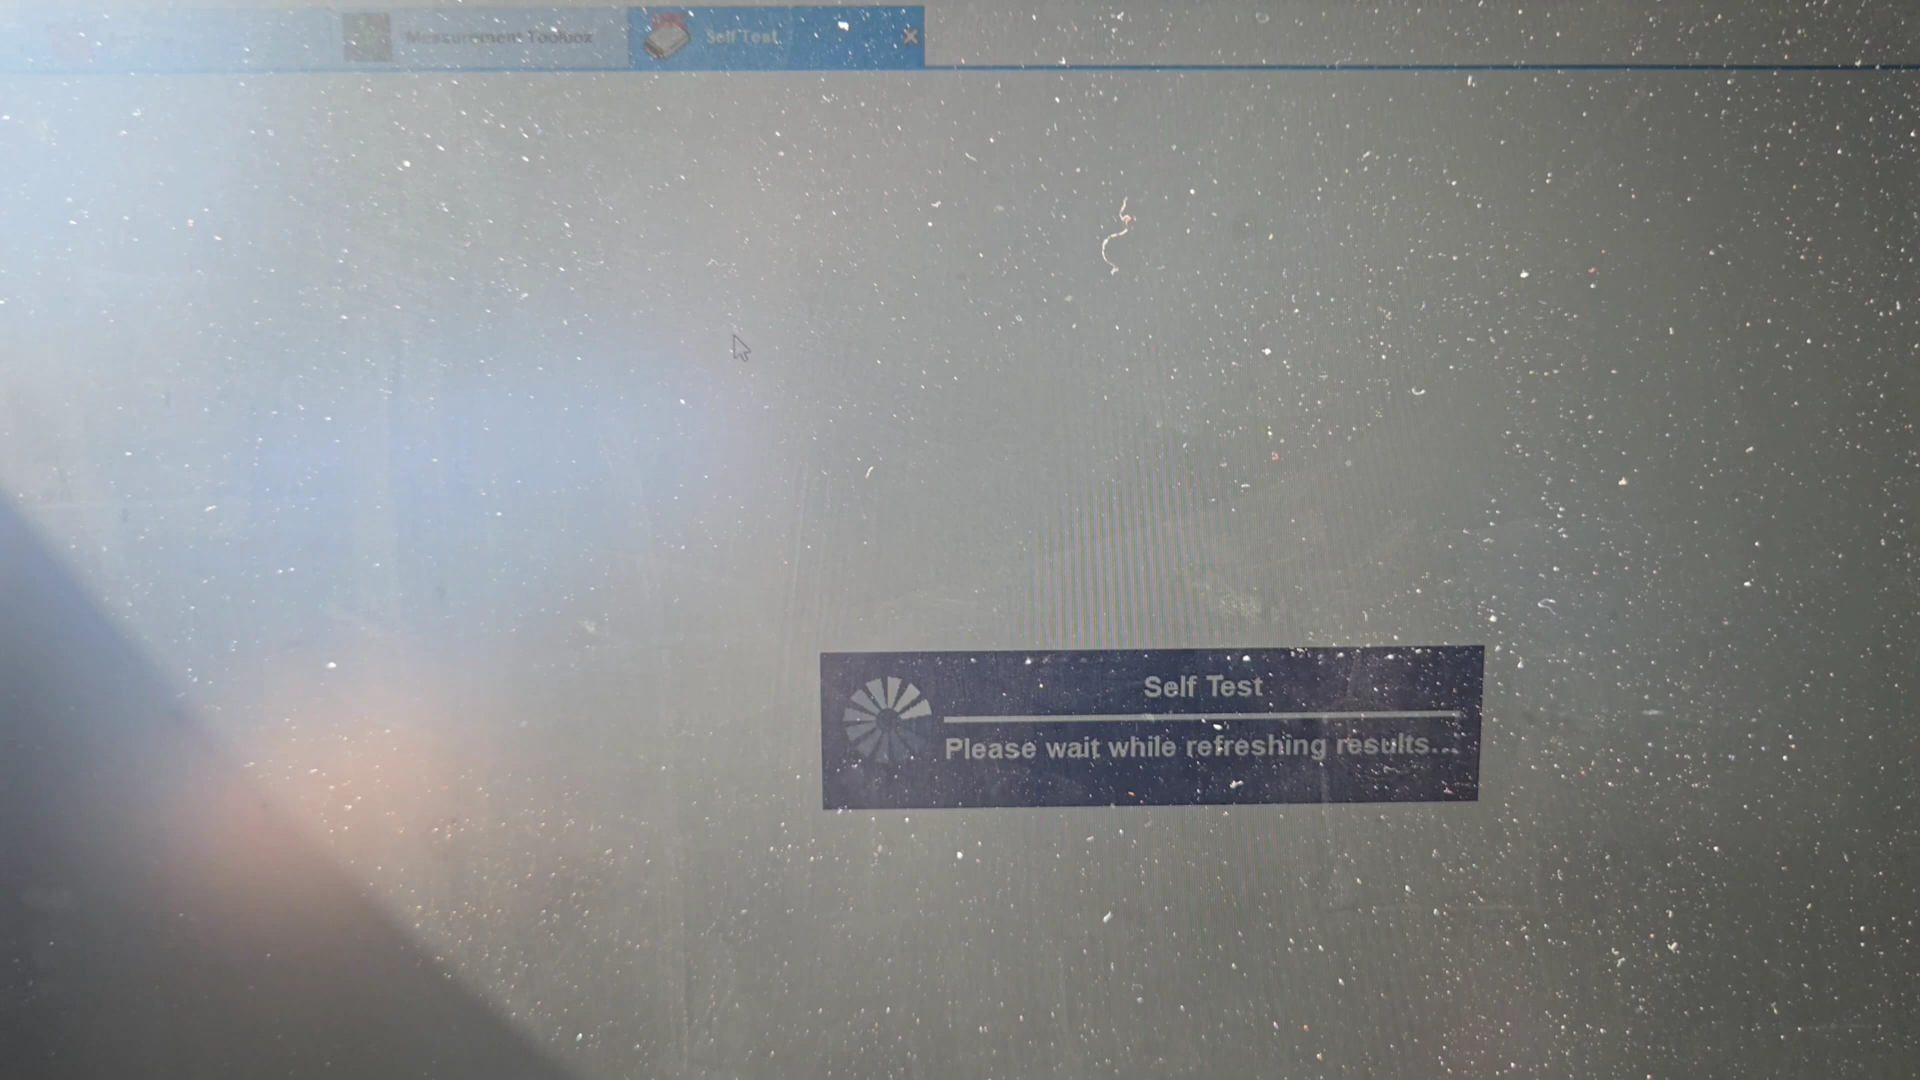 Measurement Toolbox
Self Test
Self Test
Please wait while refreshing results...